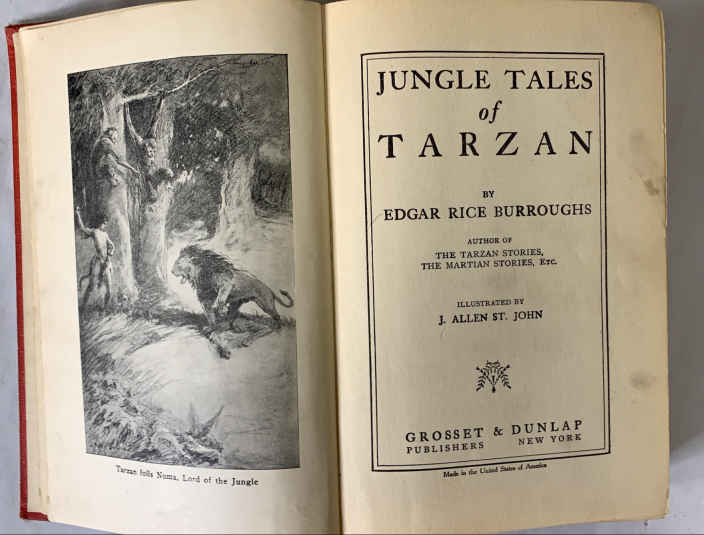 Tarzan foils Numa, Lord of the Jungle
JUNGLE TALES
of
TARZAN
BY
EDGAR RICE BURROUGHS
AUTHOR OF
THE TARZAN STORIES,
THE MARTIAN STORIES, ETC.
ILLUSTRATED BY
J. ALLEN ST. JOHN
GROSSET & DUNLAP
PUBLISHERS NEW YORK
Made in the United States of America